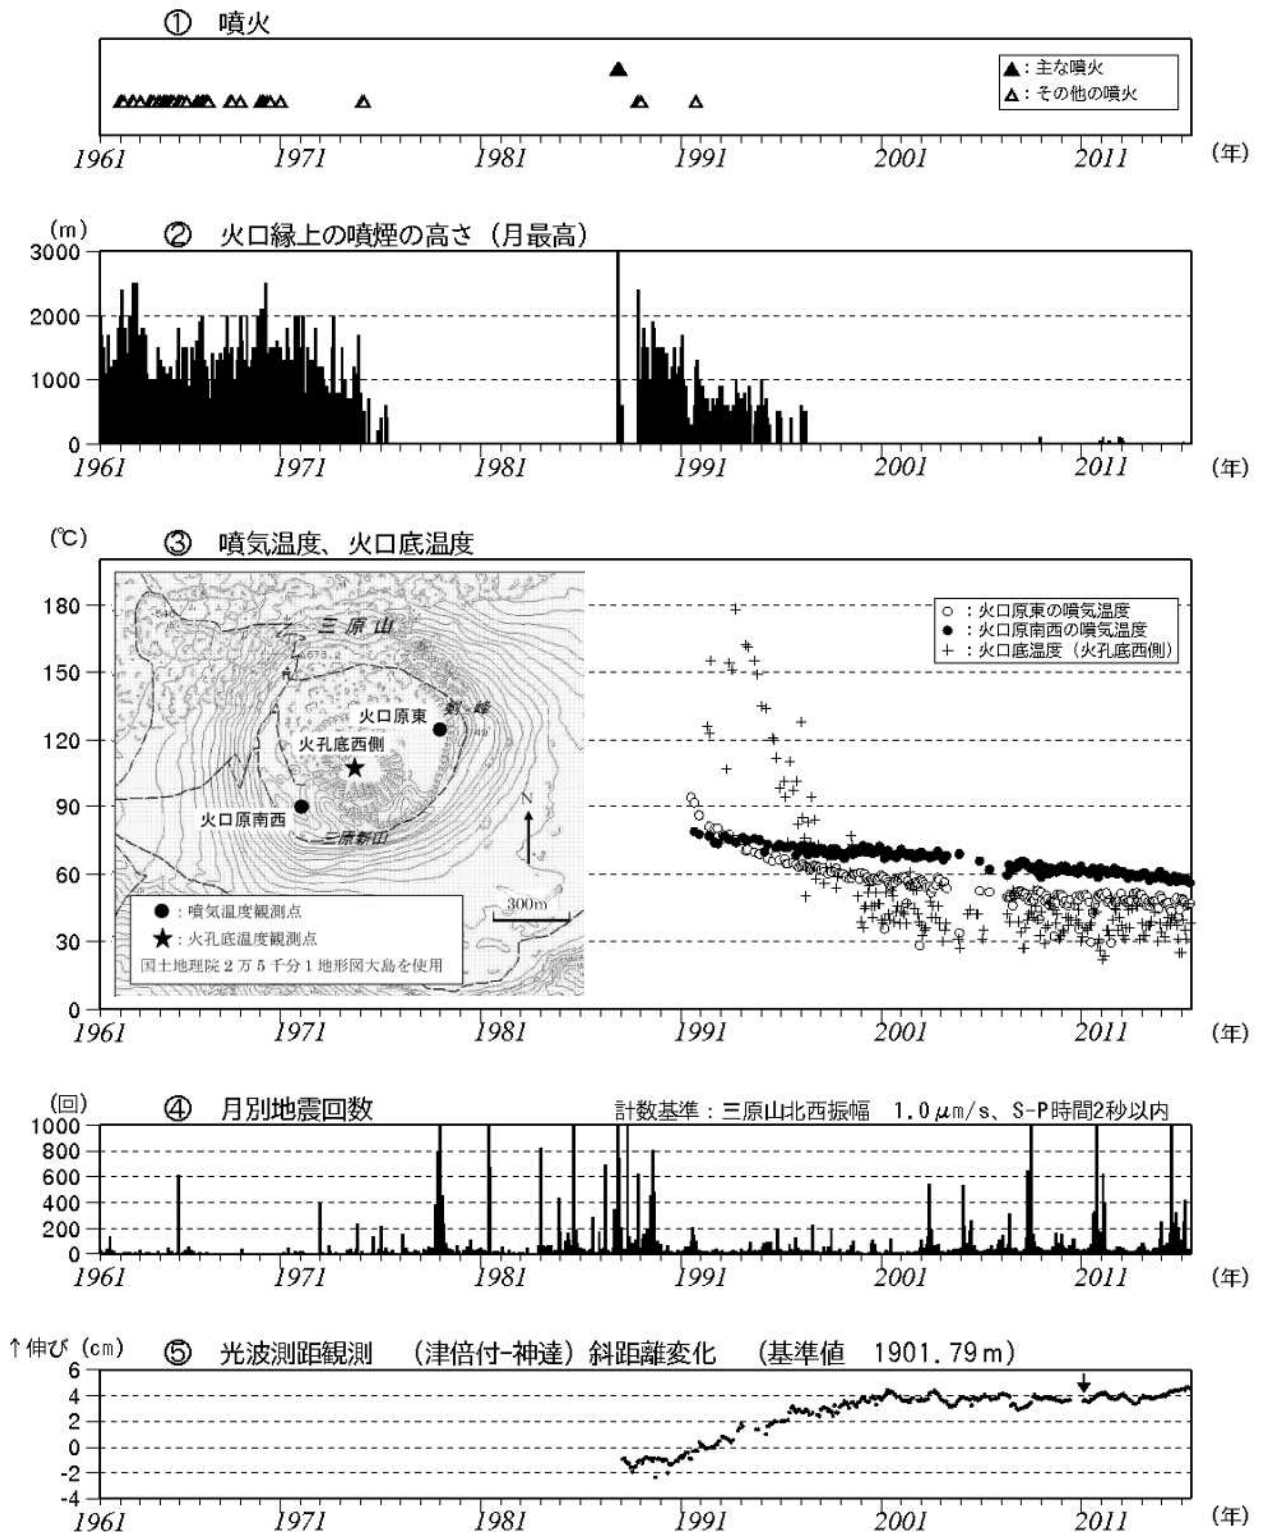 ① 噴火
▲：主な噴火
△：その他の噴火
1961 1971 1981 1991 2001 2011 (年)
(m) ② 火口縁上の噴煙の高さ（月最高）
3000
2000
1000
0
1961 1971 1981 1991 2001 2011 (年)
(℃) ③ 噴気温度、火口底温度
180
150
120
90
60
30
0
○：火口原東の噴気温度
●：火口原南西の噴気温度
+：火口底温度（火孔底西側）
三原山
剣ヶ峰
火口原東
火孔底西側
火口原南西
三原新山
N
300m
●：噴気温度観測点
★：火孔底温度観測点
国土地理院２万５千分１地形図大島を使用
1961 1971 1981 1991 2001 2011 (年)
(回) ④ 月別地震回数 計数基準：三原山北西振幅 1.0μm/s、S-P時間2秒以内
1000
800
600
400
200
0
1961 1971 1981 1991 2001 2011 (年)
↑伸び (cm) ⑤ 光波測距観測 （津倍付-神達）斜距離変化 （基準値 1901.79m）
6
4
2
0
-2
-4
1961 1971 1981 1991 2001 2011 (年)